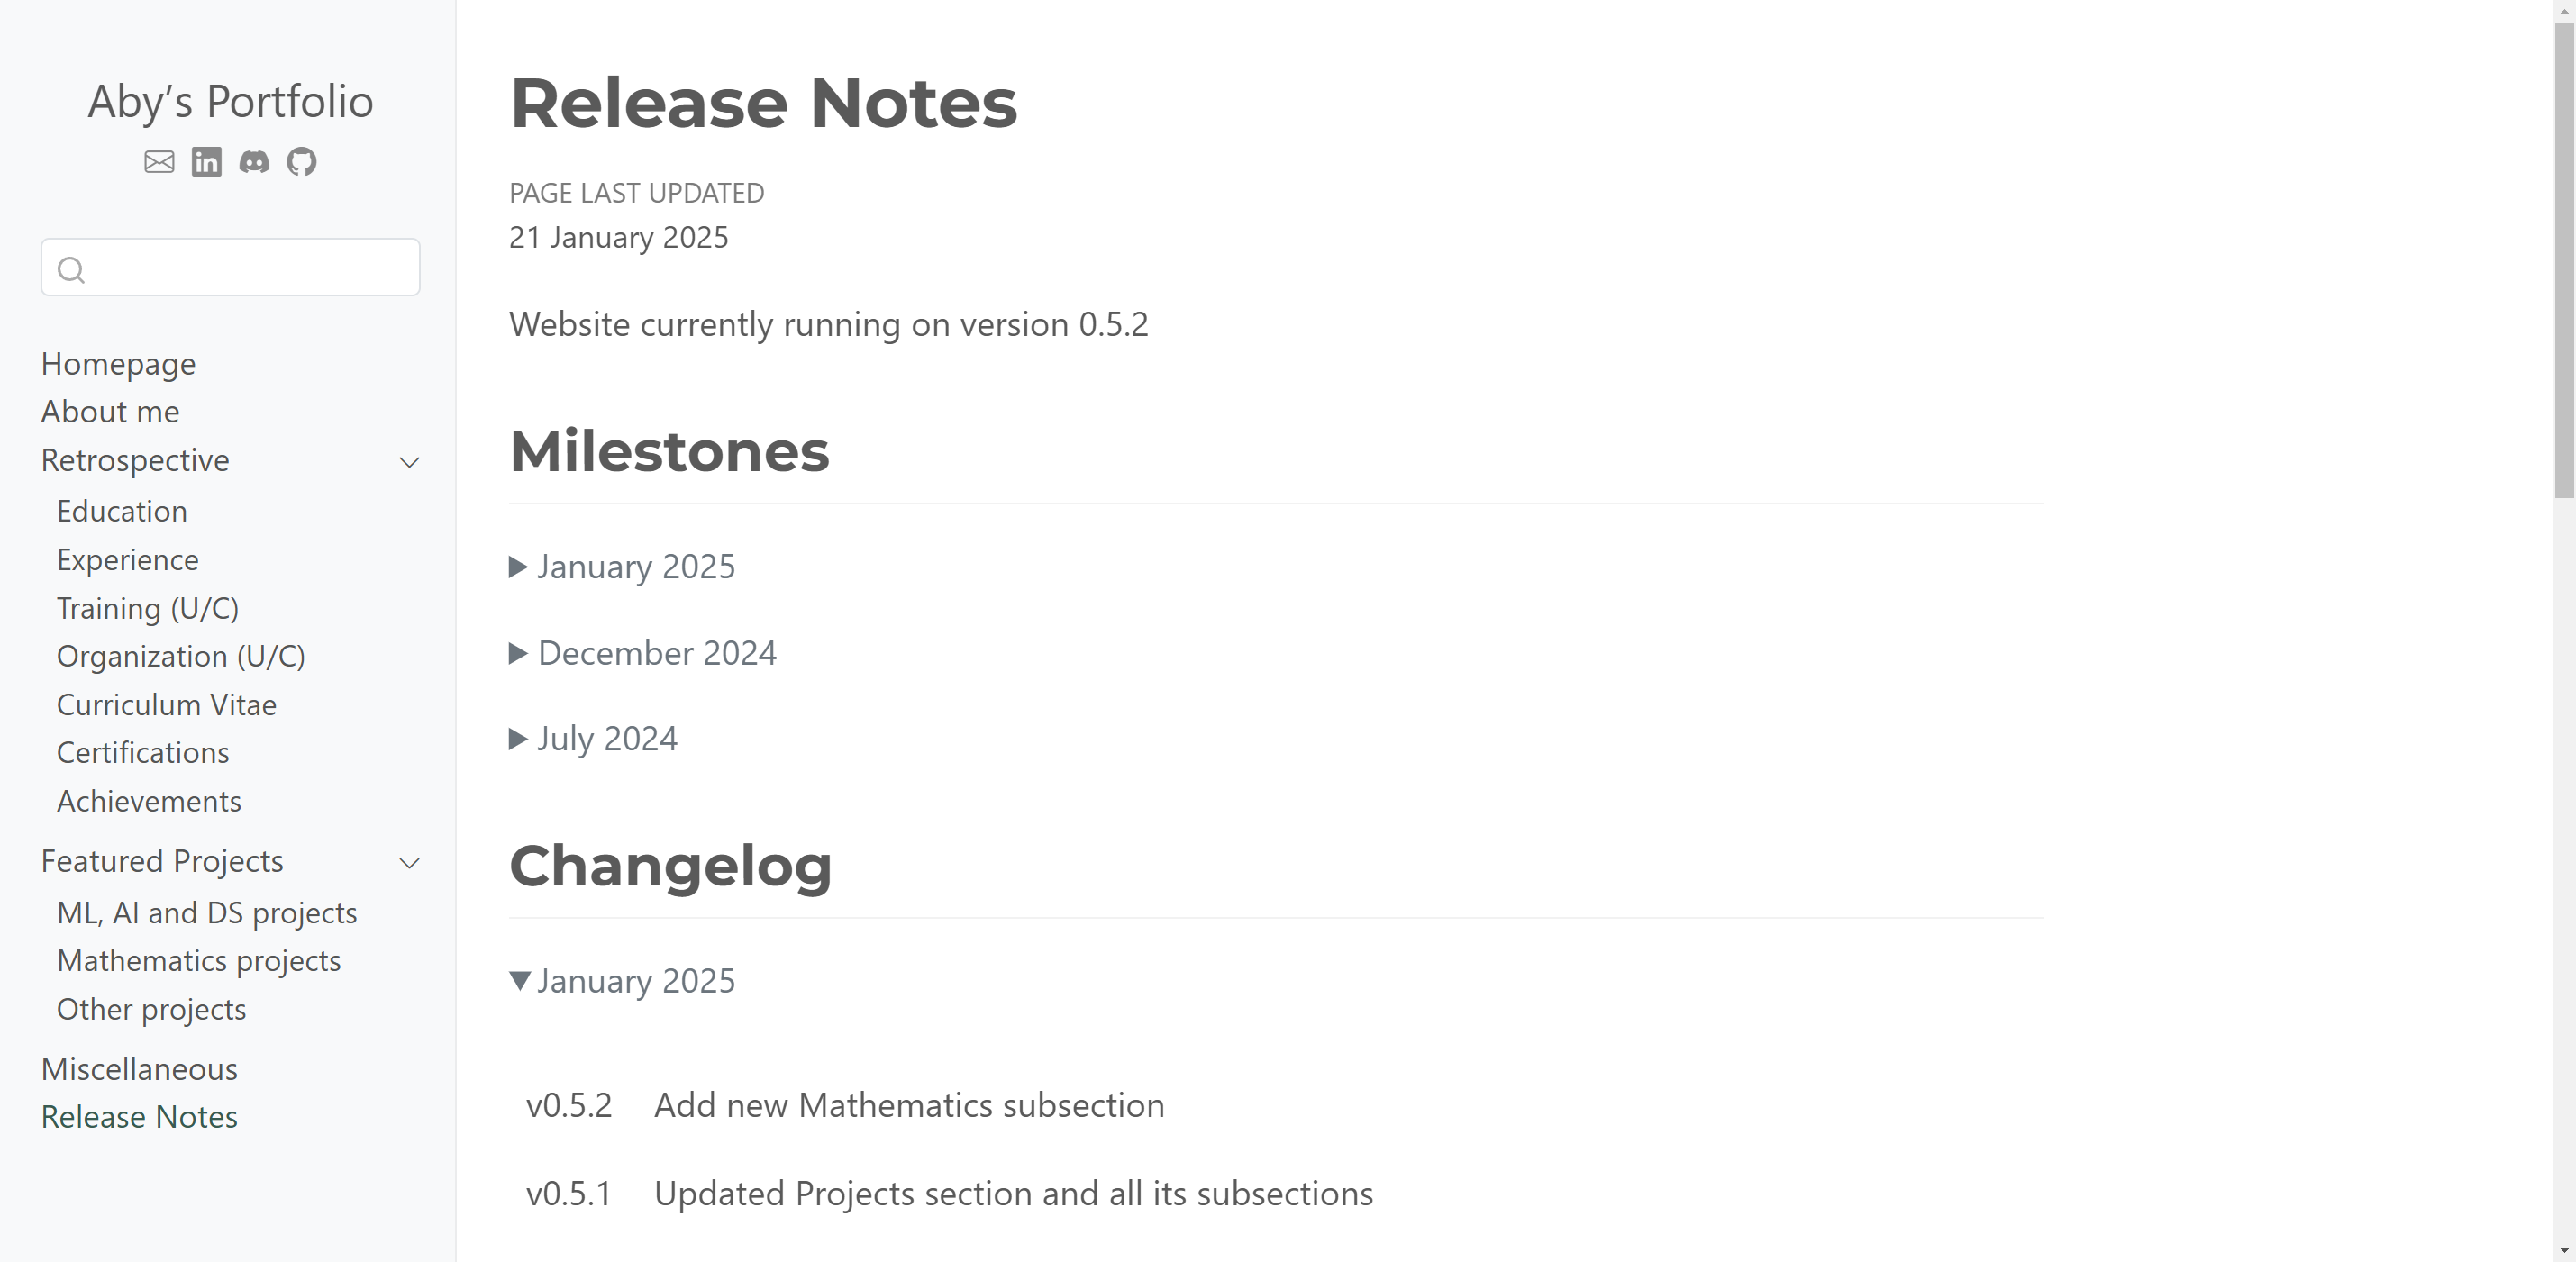 Aby's Portfolio
Homepage
About me
Retrospective
Education
Experience
Training (U/C)
Organization (U/C)
Curriculum Vitae
Certifications
Achievements
Featured Projects
ML, AI and DS projects
Mathematics projects
Other projects
Miscellaneous
Release Notes
Release Notes
PAGE LAST UPDATED
21 January 2025
Website currently running on version 0.5.2
Milestones
January 2025
December 2024
July 2024
Changelog
January 2025
v0.5.2 Add new Mathematics subsection
v0.5.1 Updated Projects section and all its subsections